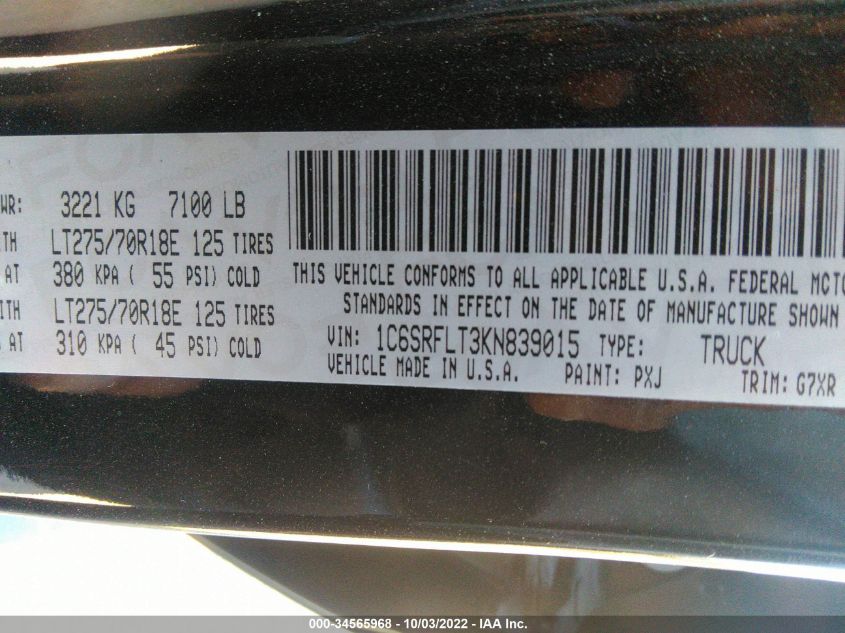 WR: 3221 KG 7100 LB
TH LT275/70R18E 125 TIRES
AT 380 KPA ( 55 PSI) COLD
ITH LT275/70R18E 125 TIRES
AT 310 KPA ( 45 PSI) COLD
THIS VEHICLE CONFORMS TO ALL APPLICABLE U.S.A. FEDERAL MOTO
STANDARDS IN EFFECT ON THE DATE OF MANUFACTURE SHOWN
VIN: 1C6SRFLT3KN839015 TYPE: TRUCK
VEHICLE MADE IN U.S.A. PAINT: PXJ TRIM: G7XR
000-34565968 - 10/03/2022 - IAA Inc.